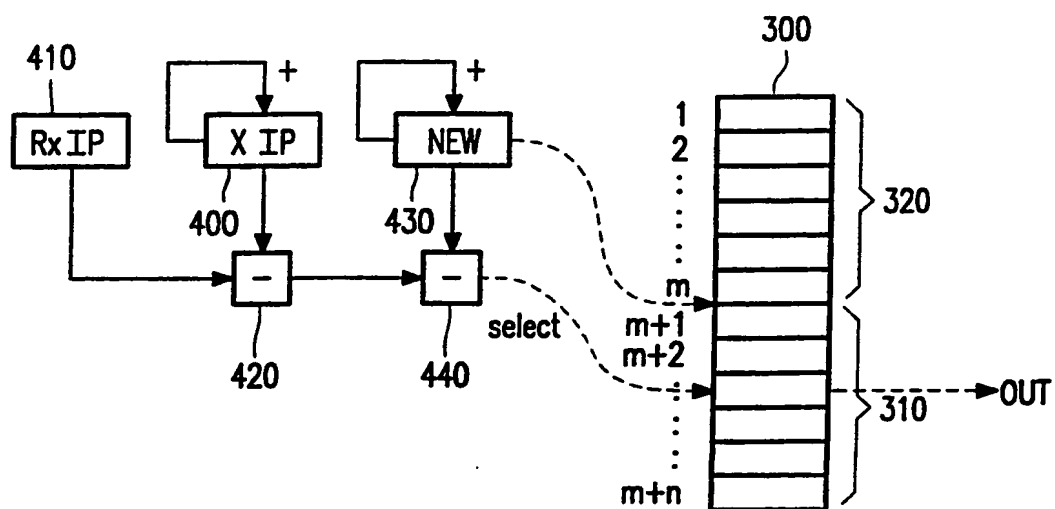 410
Rx IP
+
X IP
400
+
NEW
430
–
420
–
440
select
300
1
2
m
m+1
m+2
m+n
320
310
OUT